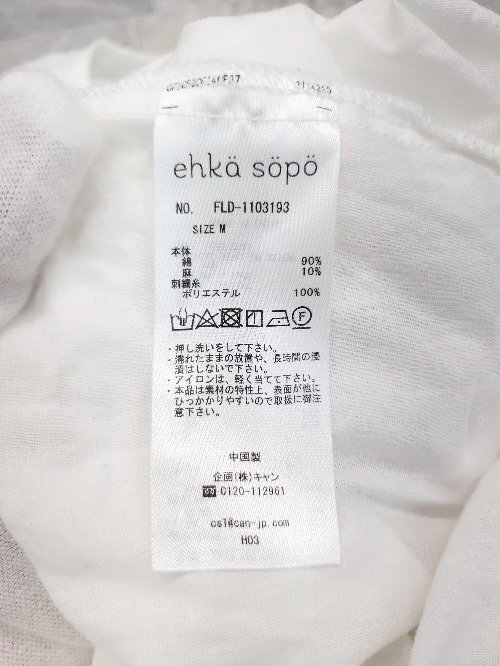 ehkä söpö
NO. FLD-1103193
SIZE M
本体
綿 90%
麻 10%
刺繍糸
ポリエステル 100%
・押し洗いをして下さい。
・濡れたままの放置や、長時間の浸
漬はしないで下さい。
・アイロンは、軽く当てて下さい。
・本品は素材の特性上、表面が他に
ひっかかりやすいので取扱に御注
意下さい。
中国製
企画(株)キャン
0120-112961
cs1@can-jp.com
H03